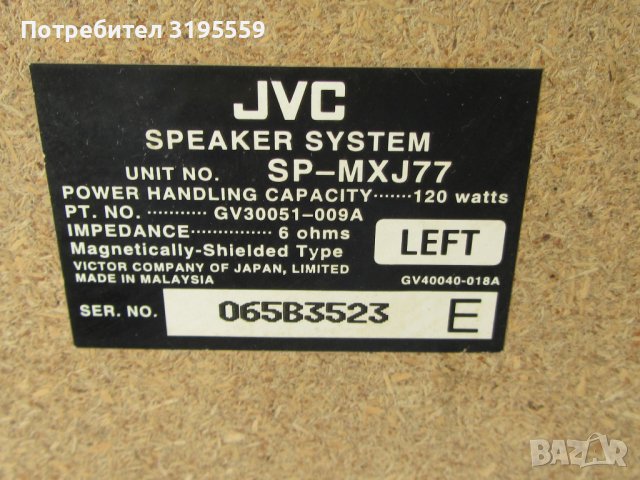 Потребител 3195559
JVC
SPEAKER SYSTEM
UNIT NO. SP-MXJ77
POWER HANDLING CAPACITY·······120 watts
PT. NO. ··········· GV30051-009A
IMPEDANCE··············· 6 ohms
Magnetically-Shielded Type
LEFT
VICTOR COMPANY OF JAPAN, LIMITED
MADE IN MALAYSIA
GV40040-018A
SER. NO. 065B3523 E
BAZAR